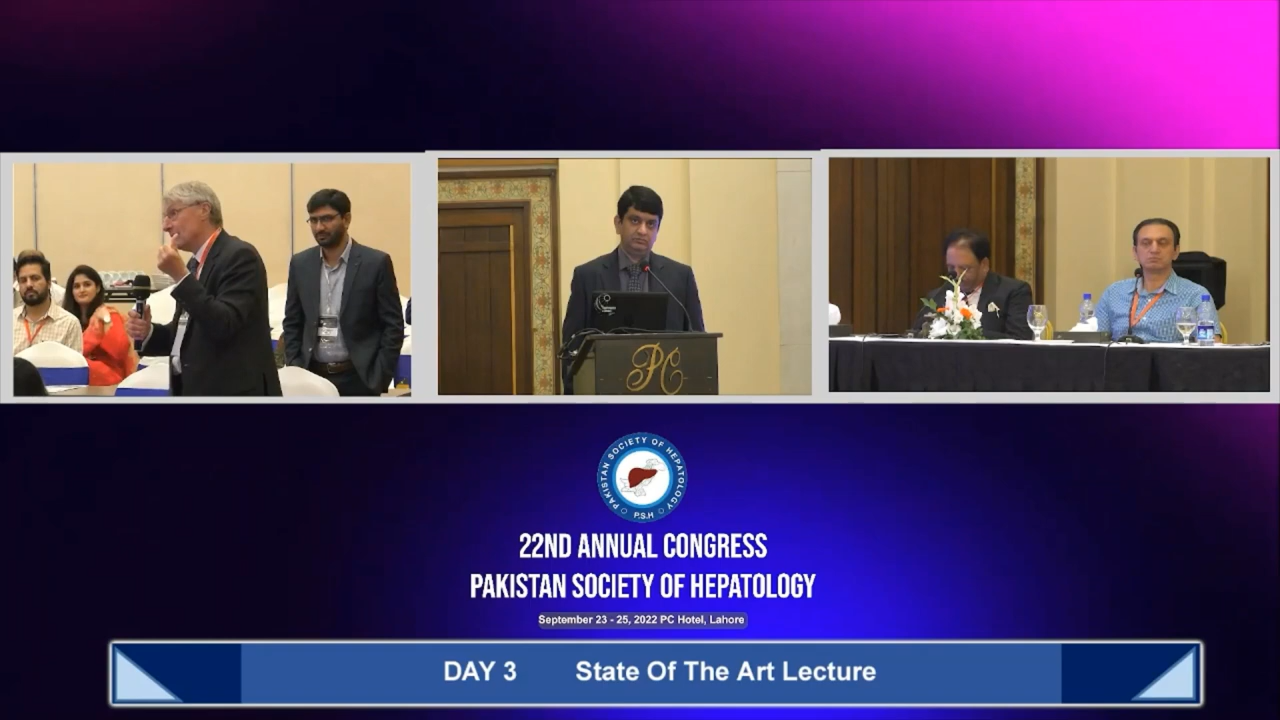 PC
PAKISTAN SOCIETY OF HEPATOLOGY
P.S.H
22ND ANNUAL CONGRESS
PAKISTAN SOCIETY OF HEPATOLOGY
September 23 - 25, 2022 PC Hotel, Lahore
DAY 3 State Of The Art Lecture